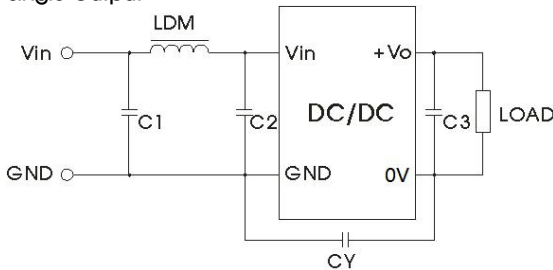 LDM
Vin
Vin
+Vo
C1
C2
DC/DC
C3
LOAD
GND
GND
0V
CY